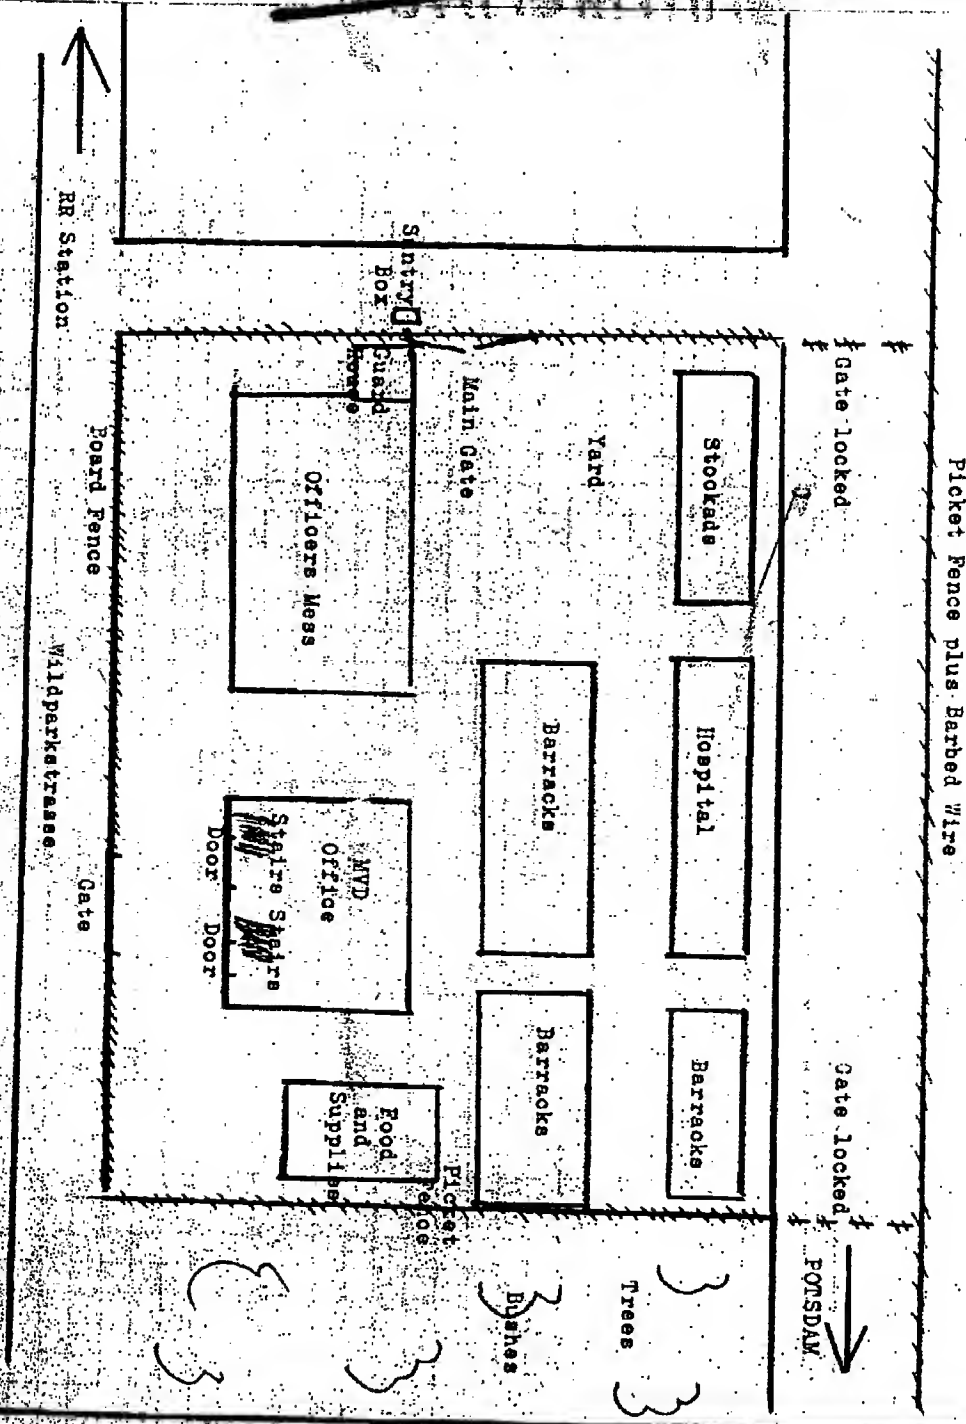 Picket Fence plus Barbed Wire
Gate locked
Gate locked
POTSDAM
Stockads
Hospital
Barracks
Trees
Yard
Barracks
Barracks
Bushes
Main Gate
Picket
Fence
Sentry
Box
Guard
House
Officers Mess
MVD
Office
Stairs Stairs
Door Door
Food
and
Supplies
Board Fence
Gate
RR Station
Wildparkstrasse